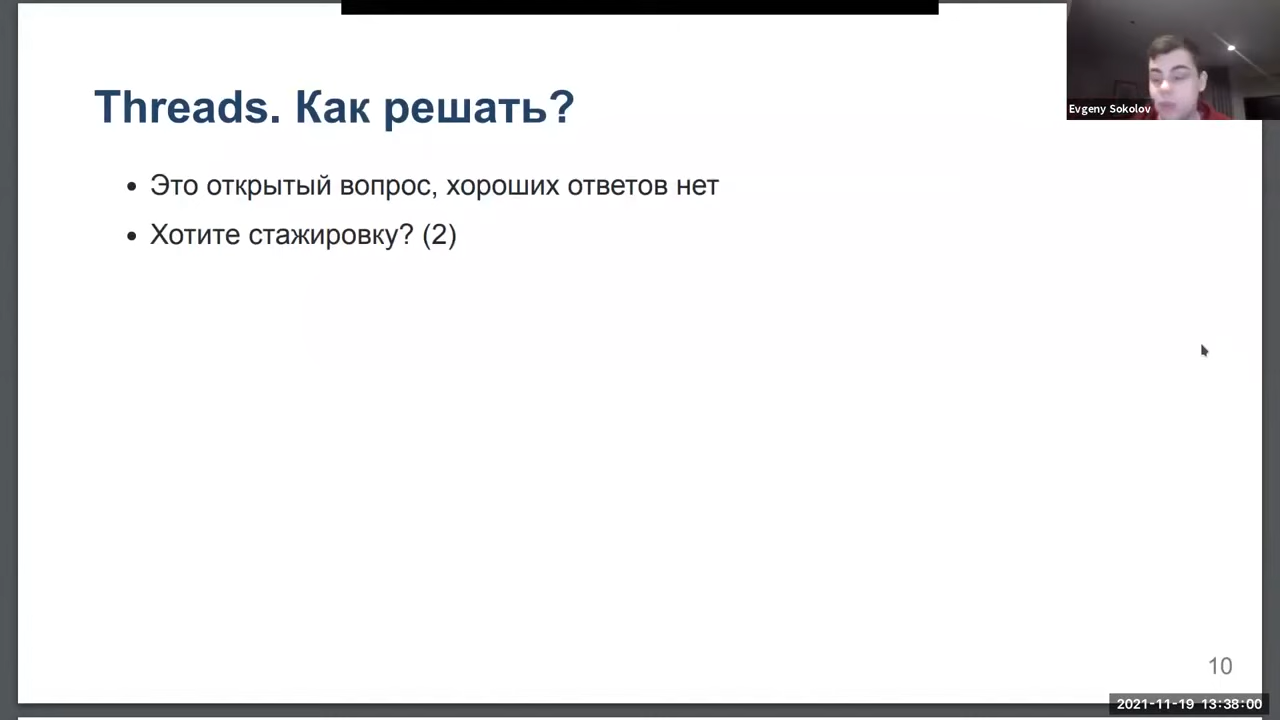 Threads. Как решать?
Evgeny Sokolov
• Это открытый вопрос, хороших ответов нет
• Хотите стажировку? (2)
10
2021-11-19 13:38:00